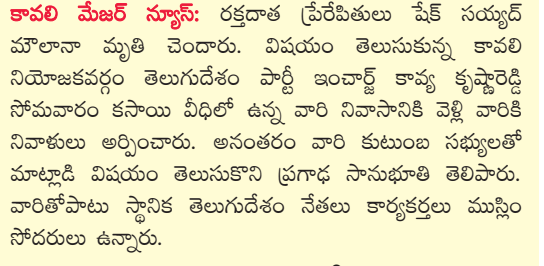 కావలి మేజర్ న్యూస్: రక్తదాత ప్రేరేపితులు షేక్ సయ్యద్
మౌలానా మృతి చెందారు. విషయం తెలుసుకున్న కావలి
నియోజకవర్గం తెలుగుదేశం పార్టీ ఇంచార్జ్ కావ్య కృష్ణారెడ్డి
సోమవారం కసాయి వీధిలో ఉన్న వారి నివాసానికి వెళ్లి వారికి
నివాళులు అర్పించారు. అనంతరం వారి కుటుంబ సభ్యులతో
మాట్లాడి విషయం తెలుసుకొని ప్రగాఢ సానుభూతి తెలిపారు.
వారితోపాటు స్థానిక తెలుగుదేశం నేతలు కార్యకర్తలు ముస్లిం
సోదరులు ఉన్నారు.